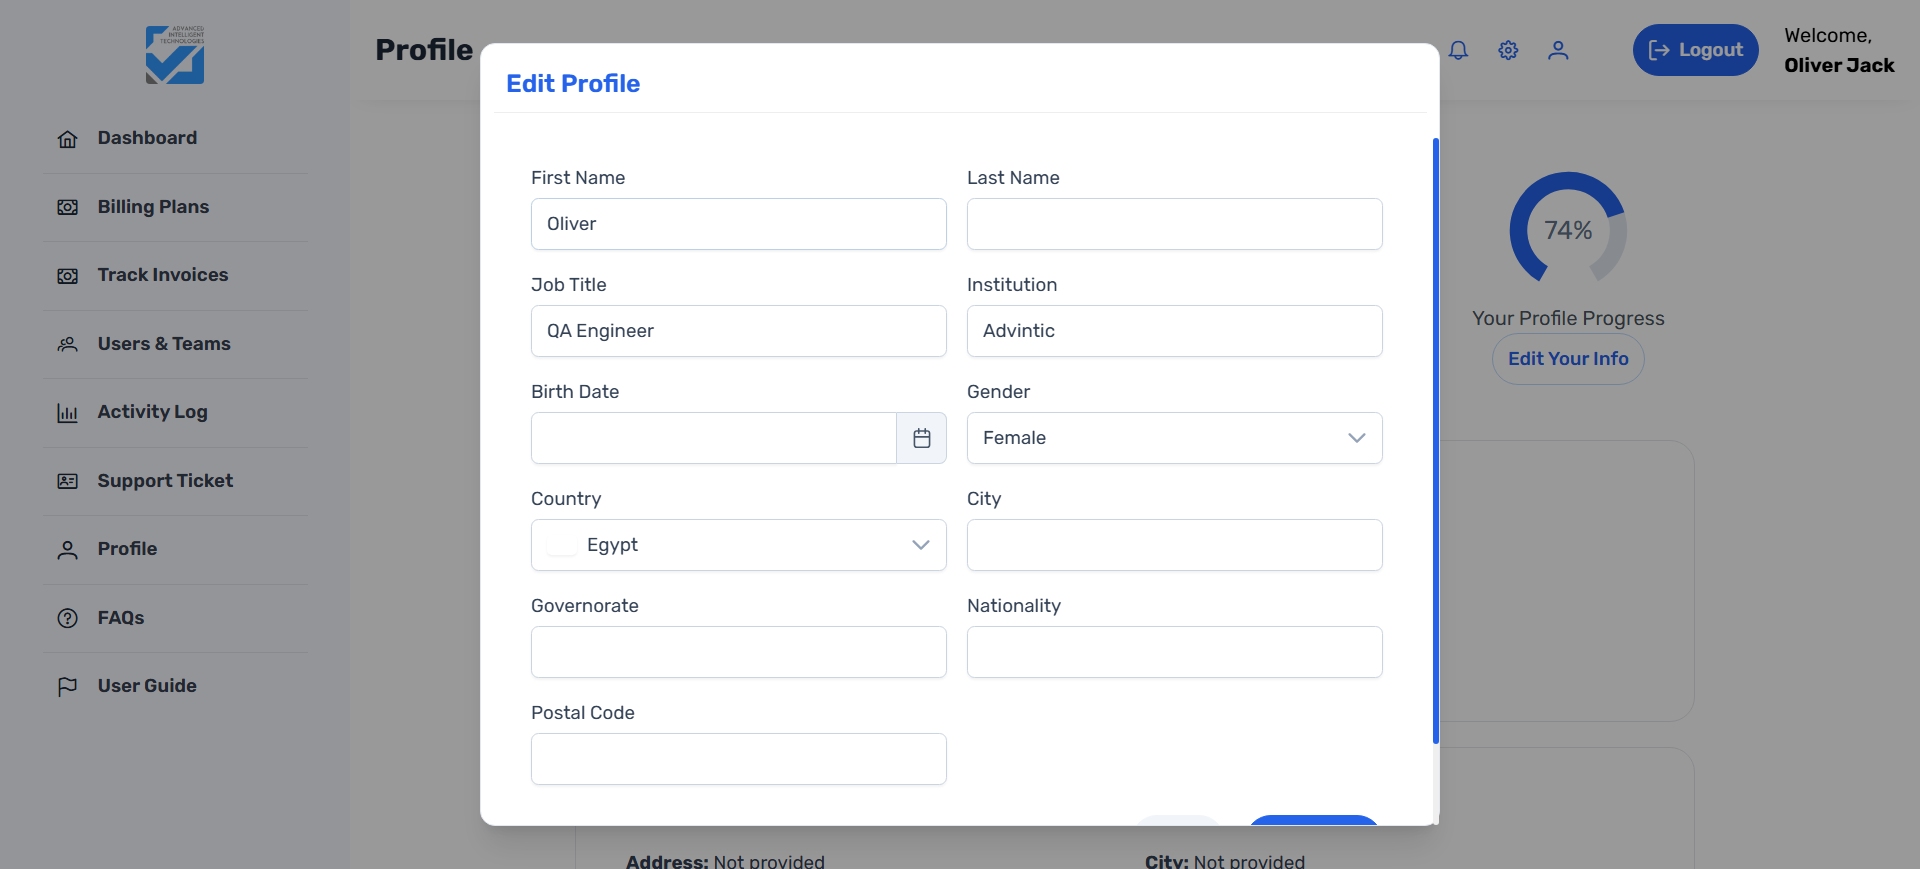 ADVANCED
INTELLIGENT
TECHNOLOGIES
Dashboard
Billing Plans
Track Invoices
Users & Teams
Activity Log
Support Ticket
Profile
FAQs
User Guide
Profile
Logout
Welcome,
Oliver Jack
Edit Profile
First Name
Last Name
Oliver
Job Title
Institution
QA Engineer
Advintic
Birth Date
Gender
Female
Country
City
Egypt
Governorate
Nationality
Postal Code
74%
Your Profile Progress
Edit Your Info
Address: Not provided
City: Not provided